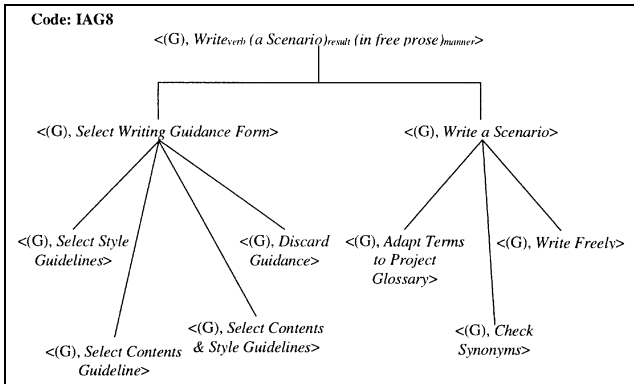 Code: IAG8
<(G), Writeverb (a Scenario)result (in free prose)manner>
<(G), Select Writing Guidance Form>
<(G), Write a Scenario>
<(G), Select Style
Guidelines>
<(G), Discard
Guidance>
<(G), Adapt Terms
to Project
Glossary>
<(G), Write Freely>
<(G), Select Contents
Guideline>
<(G), Select Contents
& Style Guidelines>
<(G), Check
Synonyms>